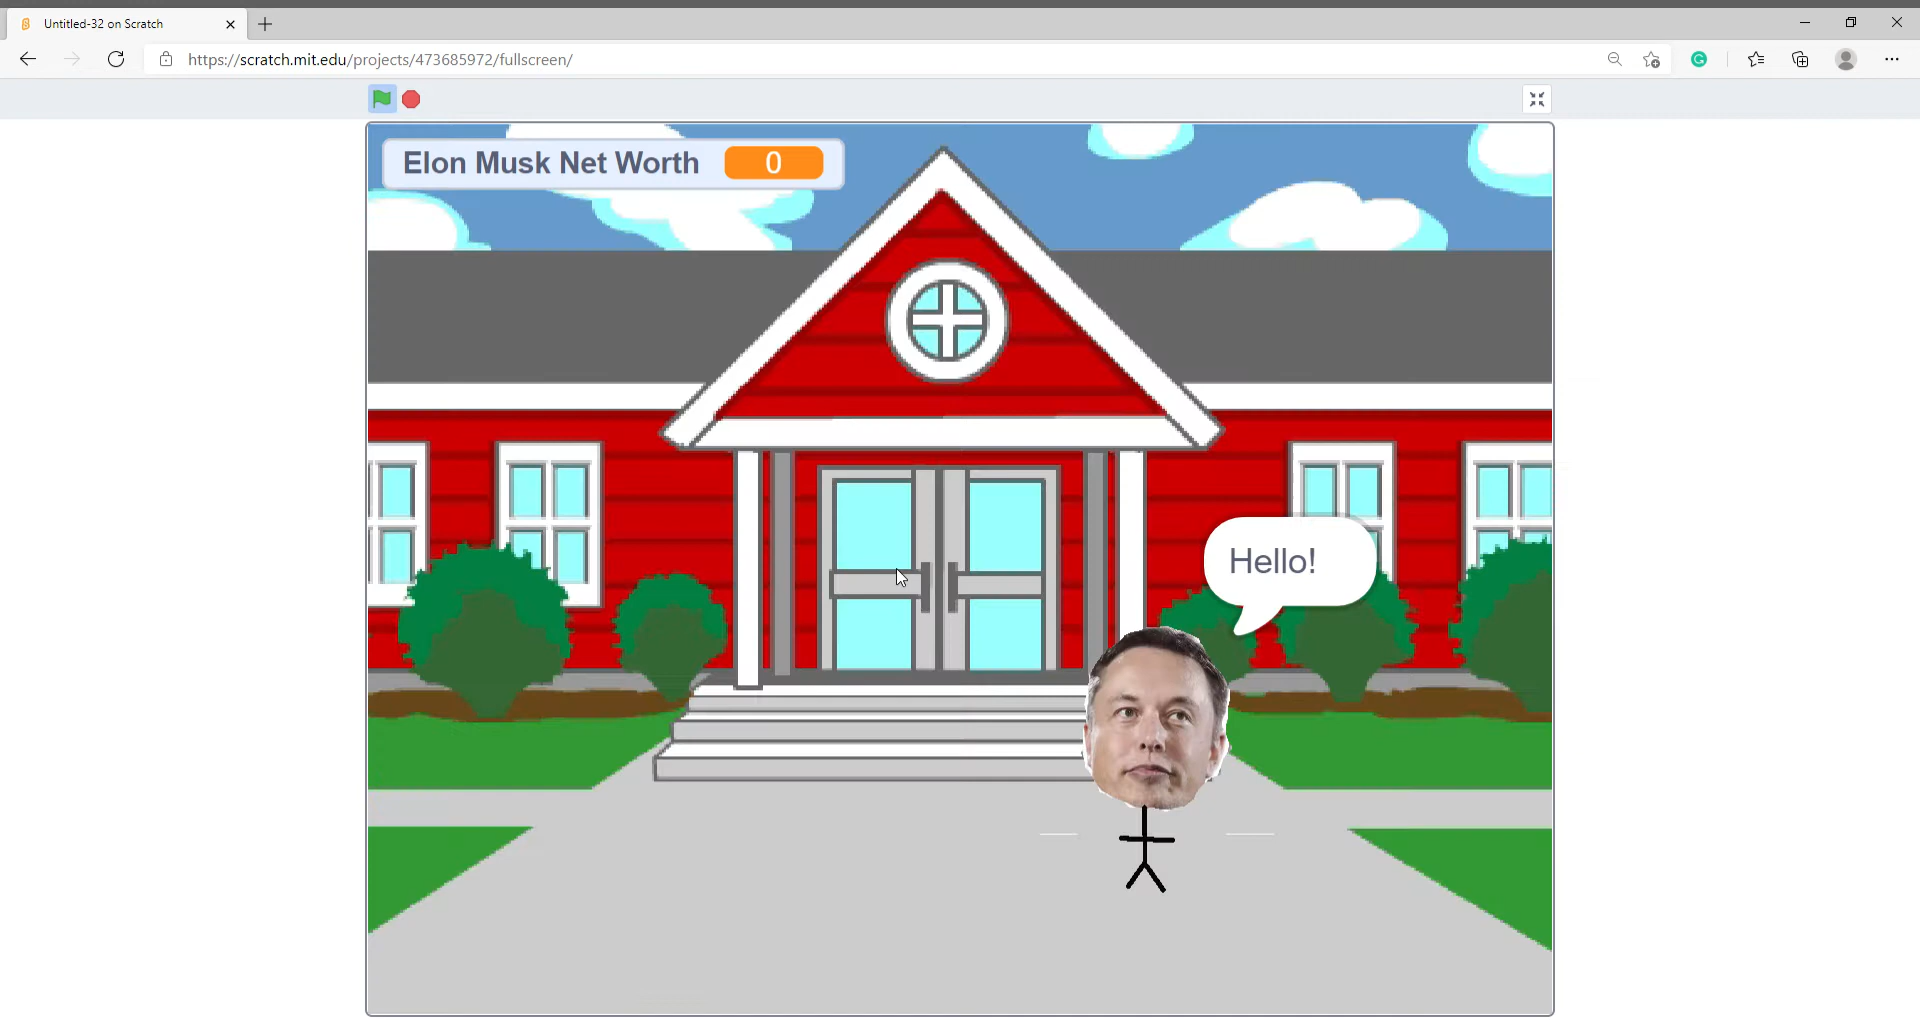 Untitled-32 on Scratch
https://scratch.mit.edu/projects/473685972/fullscreen/
Elon Musk Net Worth 0
Hello!